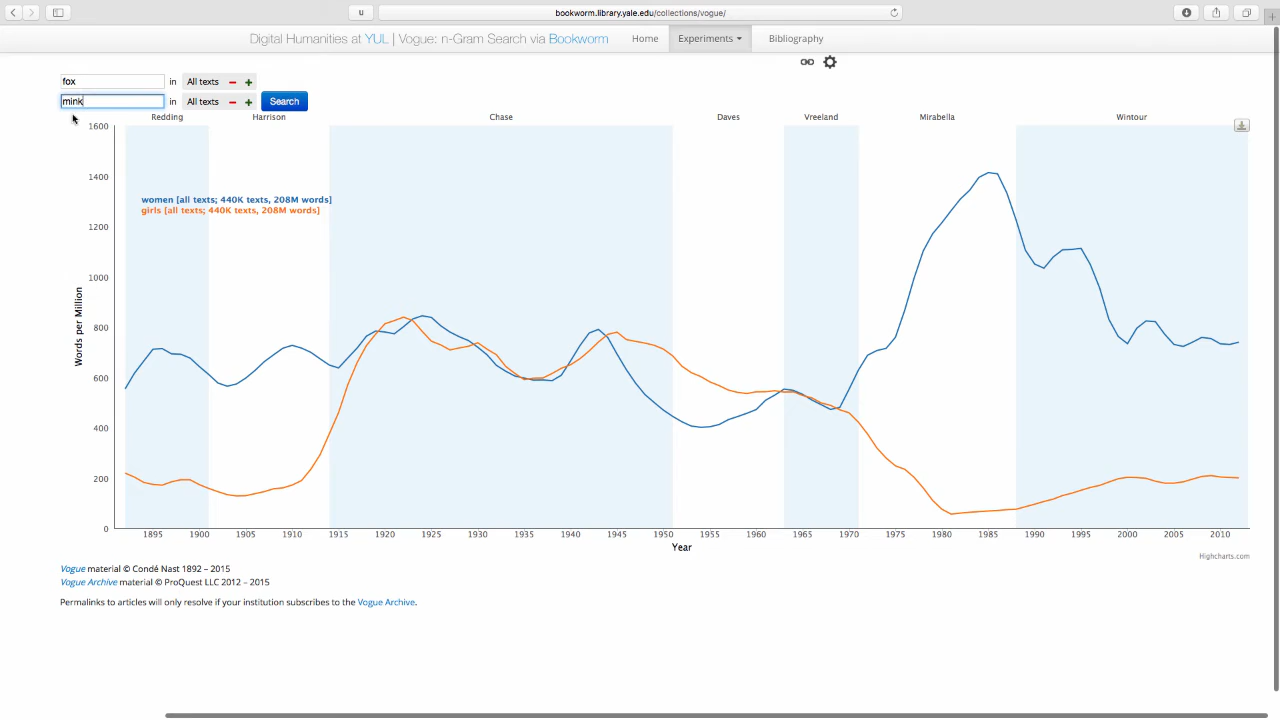 u
bookworm.library.yale.edu/collections/vogue/
Digital Humanities at YUL | Vogue: n-Gram Search via Bookworm
Home
Experiments
Bibliography
fox in All texts
mink in All texts Search
Redding Harrison Chase Daves Vreeland Mirabella Wintour
women [all texts; 440K texts, 208M words]
girls [all texts; 440K texts, 208M words]
Words per Million
1600
1400
1200
1000
800
600
400
200
0
1895 1900 1905 1910 1915 1920 1925 1930 1935 1940 1945 1950 1955 1960 1965 1970 1975 1980 1985 1990 1995 2000 2005 2010
Year
Highcharts.com
Vogue material © Condé Nast 1892 – 2015
Vogue Archive material © ProQuest LLC 2012 – 2015
Permalinks to articles will only resolve if your institution subscribes to the Vogue Archive.